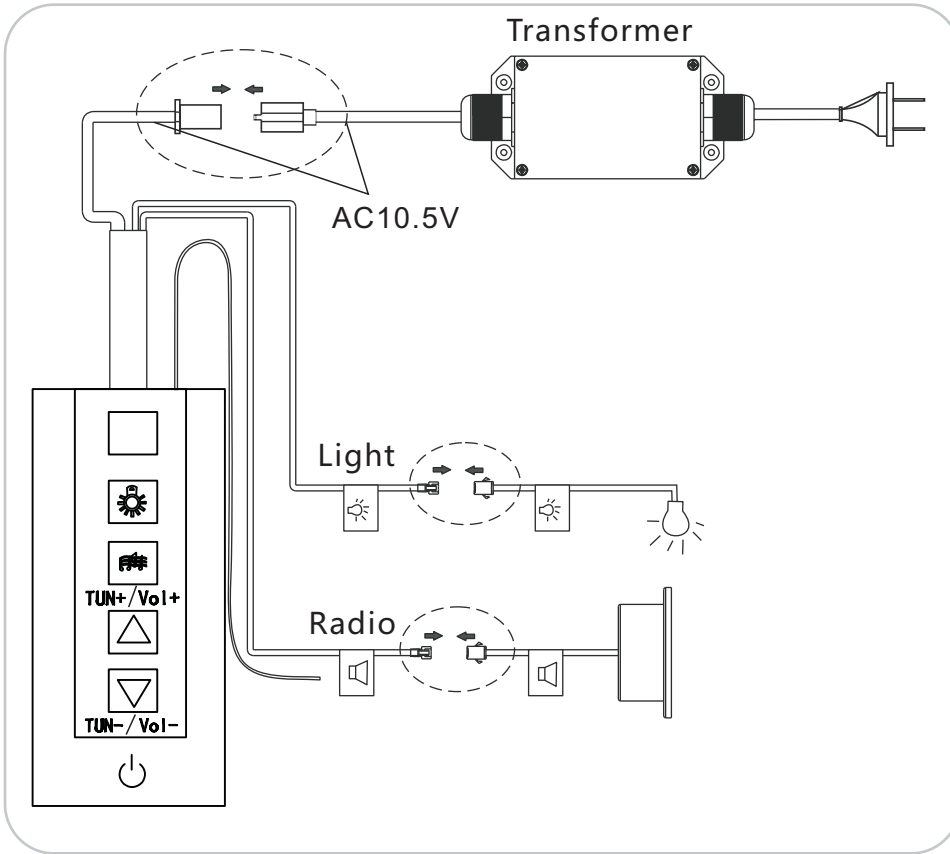 Transformer
AC10.5V
Light
Radio
TUN+/Vol+
TUN-/Vol-